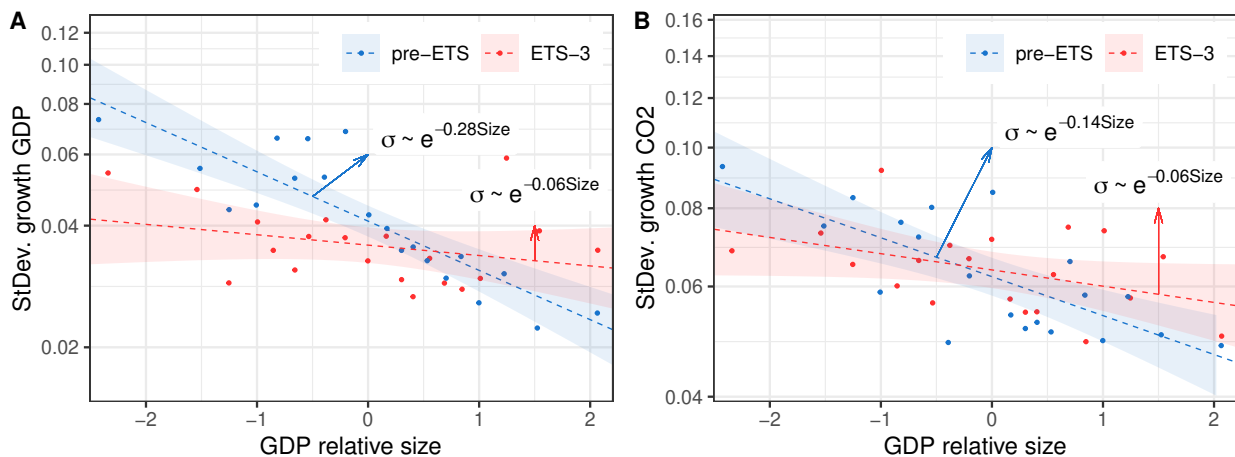 A
pre-ETS ETS-3
0.12
0.10
0.08
0.06
0.04
0.02
StDev. growth GDP
σ ~ e^-0.28Size
σ ~ e^-0.06Size
-2 -1 0 1 2
GDP relative size
B
pre-ETS ETS-3
0.16
0.14
0.12
0.10
0.08
0.06
0.04
StDev. growth CO2
σ ~ e^-0.14Size
σ ~ e^-0.06Size
-2 -1 0 1 2
GDP relative size